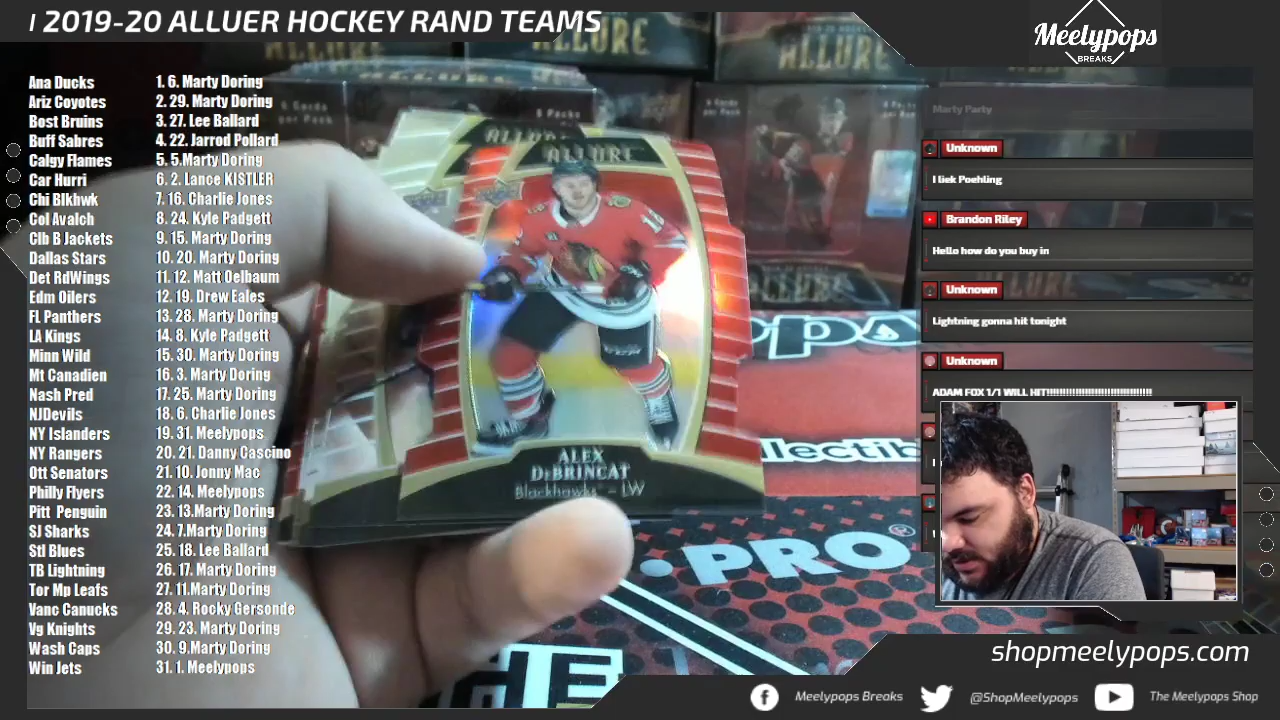 2019-20 ALLUER HOCKEY RAND TEAMS
Meelypops
BREAKS
Ana Ducks 1. 6. Marty Doring
Ariz Coyotes 2. 29. Marty Doring
Bost Bruins 3. 27. Lee Ballard
Buff Sabres 4. 22. Jarrod Pollard
Calgy Flames 5. 5.Marty Doring
Car Hurri 6. 2. Lance KISTLER
Chi Blkhwk 7. 16. Charlie Jones
Col Avalch 8. 24. Kyle Padgett
Clb B Jackets 9. 15. Marty Doring
Dallas Stars 10. 20. Marty Doring
Det RdWings 11. 12. Matt Oelbaum
Edm Oilers 12. 19. Drew Eales
FL Panthers 13. 28. Marty Doring
LA Kings 14. 8. Kyle Padgett
Minn Wild 15. 30. Marty Doring
Mt Canadien 16. 3. Marty Doring
Nash Pred 17. 25. Marty Doring
NJDevils 18. 6. Charlie Jones
NY Islanders 19. 31. Meelypops
NY Rangers 20. 21. Danny Cascino
Ott Senators 21. 10. Jonny Mac
Philly Flyers 22. 14. Meelypops
Pitt Penguin 23. 13.Marty Doring
SJ Sharks 24. 7.Marty Doring
Stl Blues 25. 18. Lee Ballard
TB Lightning 26. 17. Marty Doring
Tor Mp Leafs 27. 11.Marty Doring
Vanc Canucks 28. 4. Rocky Gersonde
Vg Knights 29. 23. Marty Doring
Wash Caps 30. 9.Marty Doring
Win Jets 31. 1. Meelypops
ALLURE
ALLURE
ALLURE
ALLURE
ALEX
DEBRINCAT
Blackhawks - LW
PRO
Marty Party
Unknown
I liek Poehling
Brandon Riley
Hello how do you buy in
Unknown
Lightning gonna hit tonight
Unknown
shopmeelypops.com
Meelypops Breaks
@ShopMeelypops
The Meelypops Shop